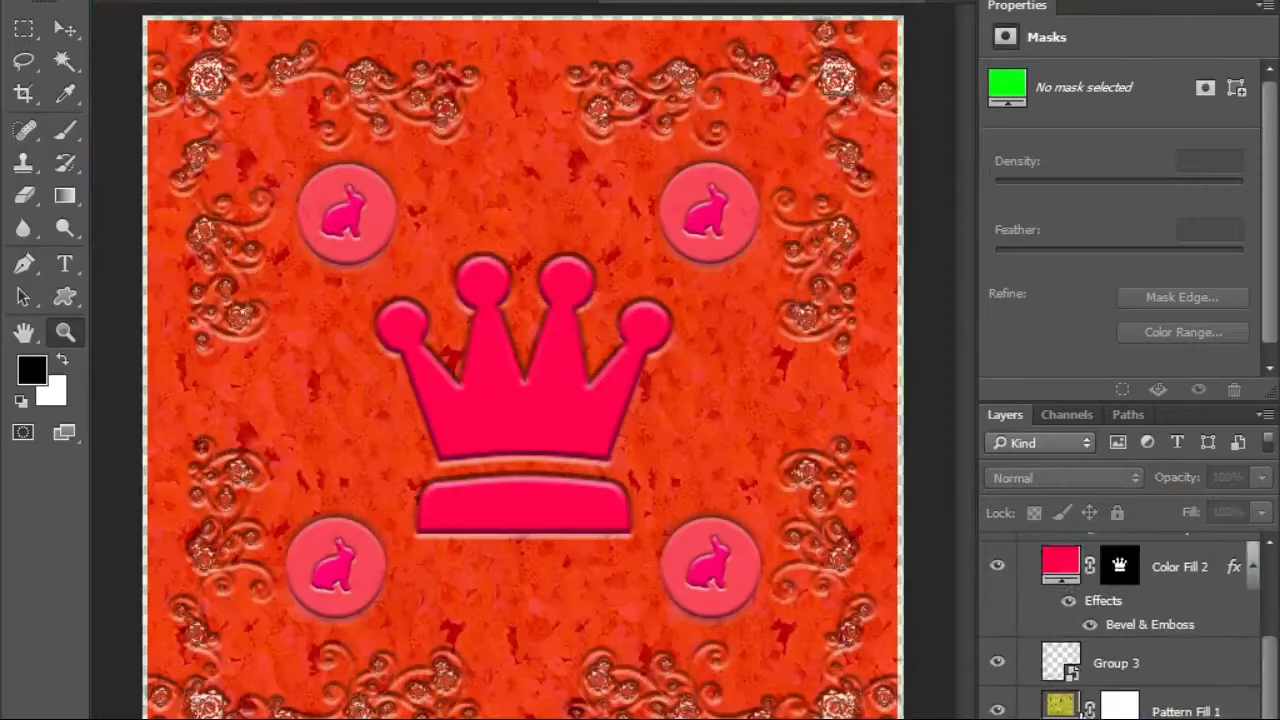 Properties
Masks
No mask selected
Density:
Feather:
Refine:
Mask Edge...
Color Range...
Layers Channels Paths
Kind
Normal Opacity: 100%
Lock: Fill: 100%
Color Fill 2 fx
Effects
Bevel & Emboss
Group 3
Pattern Fill 1